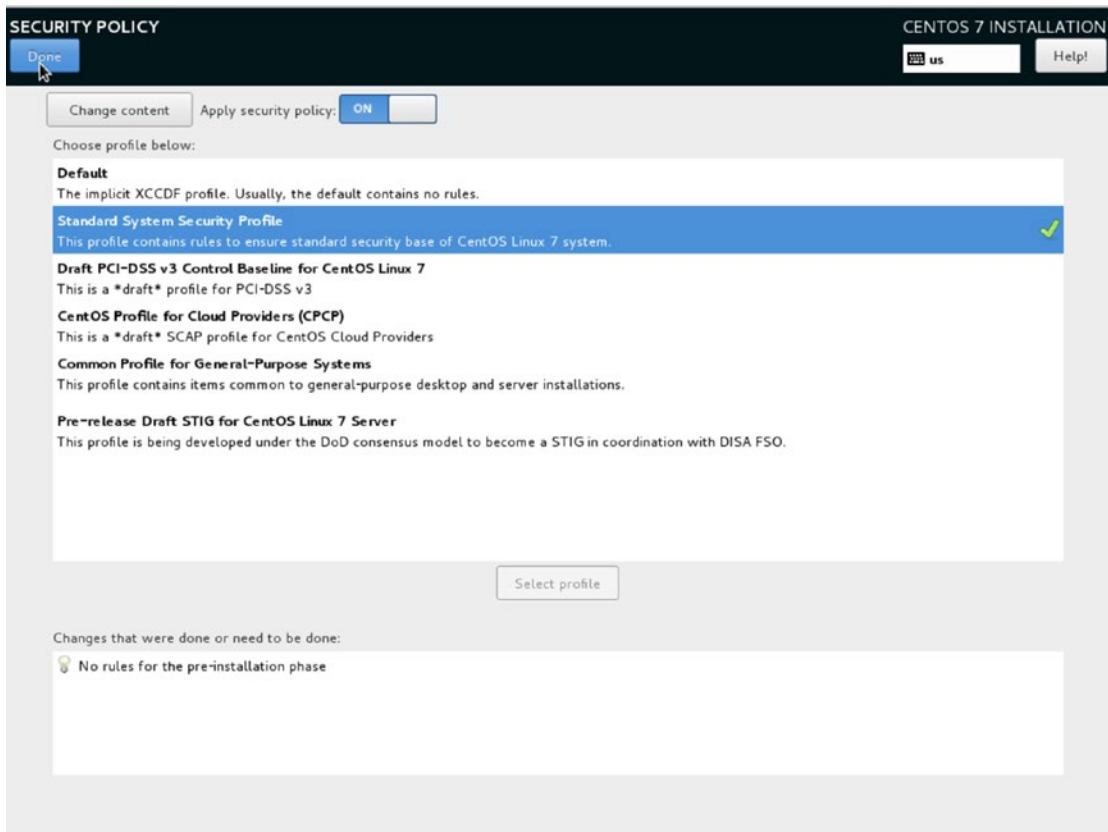 SECURITY POLICY
CENTOS 7 INSTALLATION
Done
us
Help!
Change content
Apply security policy:
ON
Choose profile below:
Default
The implicit XCCDF profile. Usually, the default contains no rules.
Standard System Security Profile
This profile contains rules to ensure standard security base of CentOS Linux 7 system.
Draft PCI-DSS v3 Control Baseline for CentOS Linux 7
This is a *draft* profile for PCI-DSS v3
CentOS Profile for Cloud Providers (CPCP)
This is a *draft* SCAP profile for CentOS Cloud Providers
Common Profile for General-Purpose Systems
This profile contains items common to general-purpose desktop and server installations.
Pre-release Draft STIG for CentOS Linux 7 Server
This profile is being developed under the DoD consensus model to become a STIG in coordination with DISA FSO.
Select profile
Changes that were done or need to be done:
No rules for the pre-installation phase